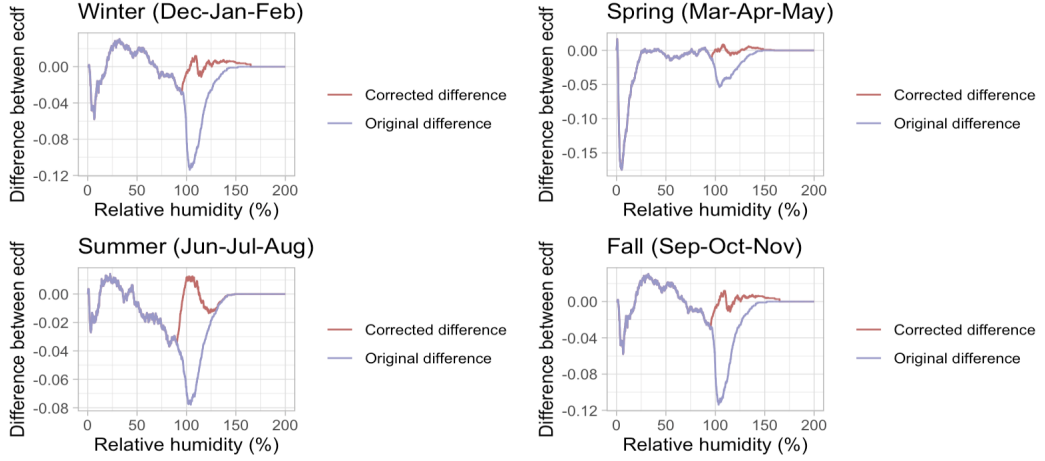 Winter (Dec-Jan-Feb)
Difference between ecdf
0.00
-0.04
-0.08
-0.12
0 50 100 150 200
Relative humidity (%)
Corrected difference
Original difference
Spring (Mar-Apr-May)
Difference between ecdf
0.00
-0.05
-0.10
-0.15
0 50 100 150 200
Relative humidity (%)
Corrected difference
Original difference
Summer (Jun-Jul-Aug)
Difference between ecdf
0.00
-0.02
-0.04
-0.06
-0.08
0 50 100 150 200
Relative humidity (%)
Corrected difference
Original difference
Fall (Sep-Oct-Nov)
Difference between ecdf
0.00
-0.04
-0.08
-0.12
0 50 100 150 200
Relative humidity (%)
Corrected difference
Original difference